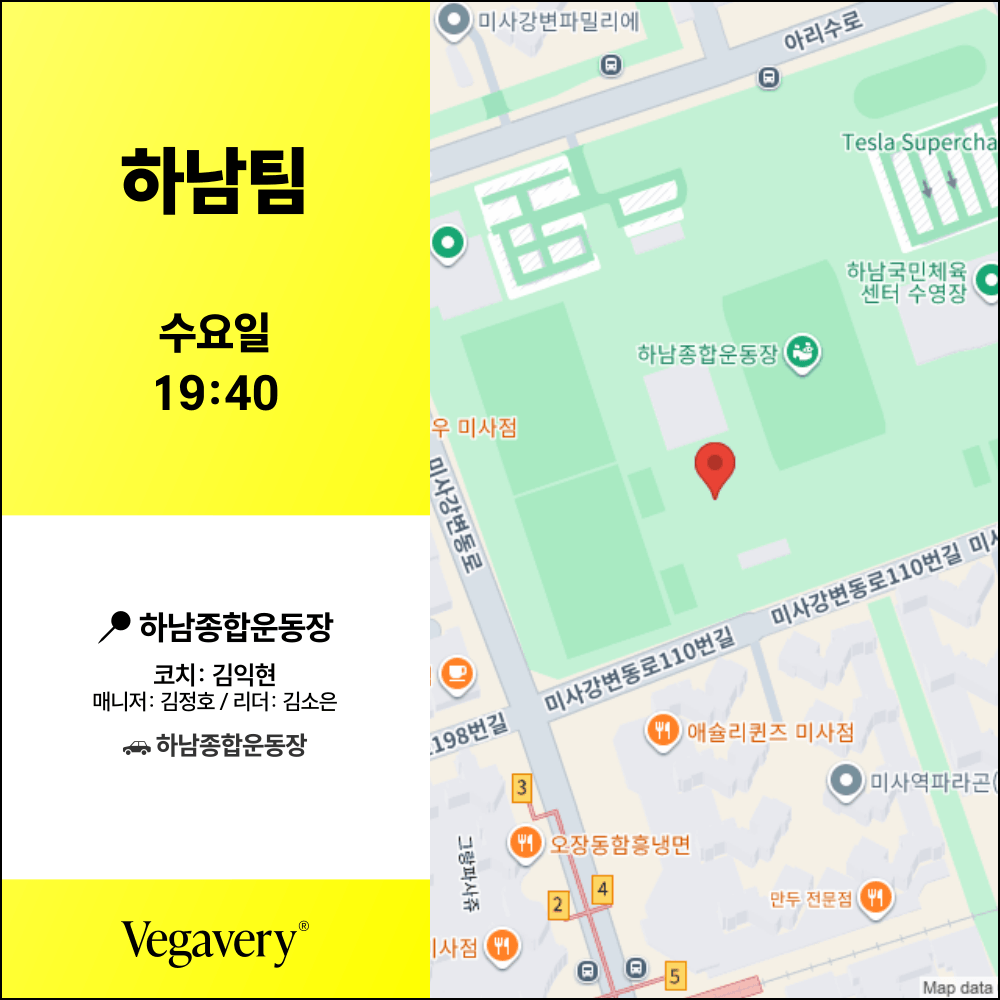 하남팀
수요일
19:40
하남종합운동장
코치: 김익현
매니저: 김정호 / 리더: 김소은
하남종합운동장
Vegavery®
미사강변파밀리에
아리수로
Tesla Supercha
하남국민체육
센터 수영장
하남종합운동장
우 미사점
미사강변동로
미사강변동로110번길
미사강변동로110번길
미사
198번길
애슐리퀸즈 미사점
미사역파라곤(
3
오장동함흥냉면
그랑파사쥬
4
2
만두 전문점
미사점
5
Map data